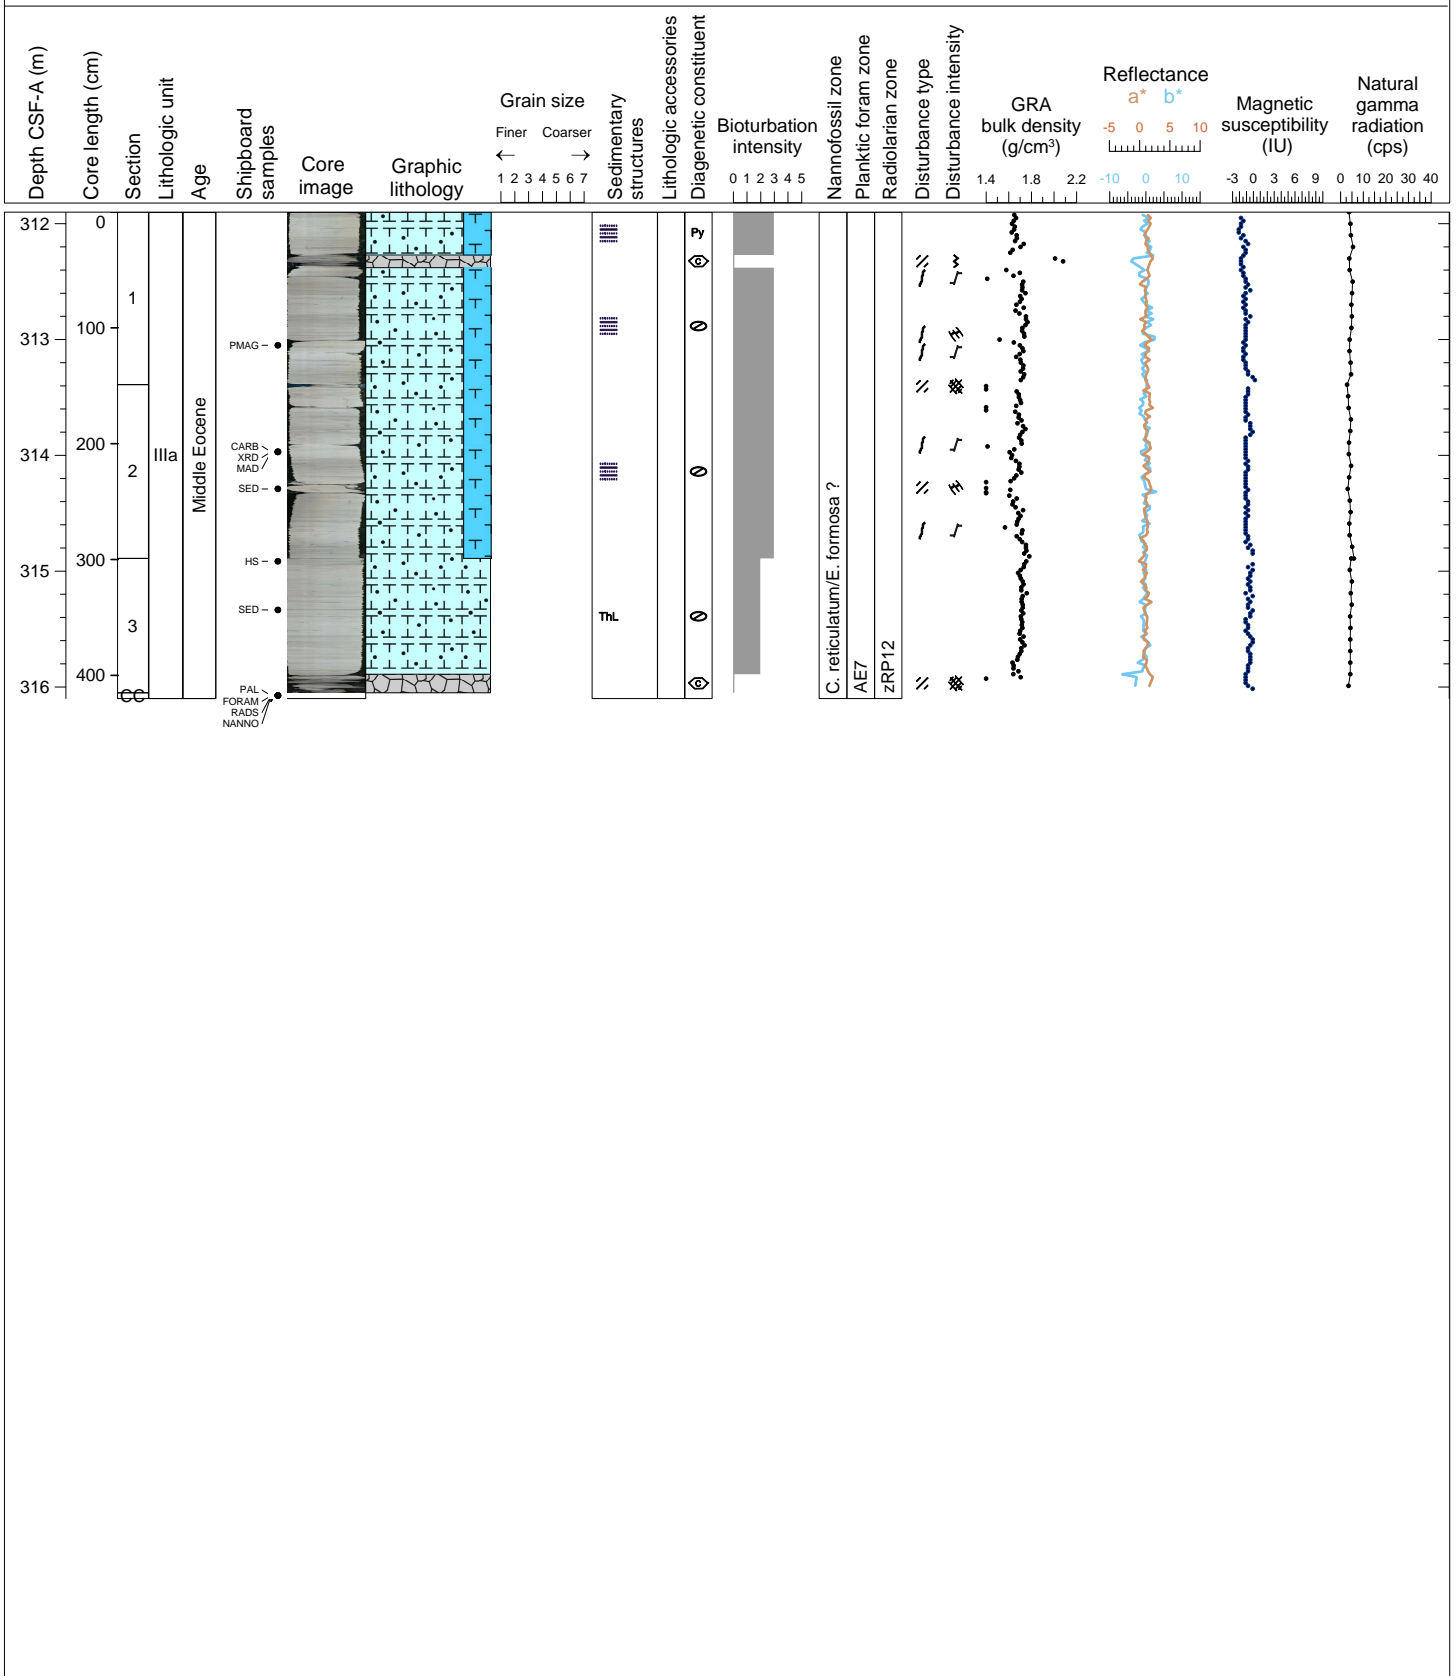 Depth CSF-A (m)
Core length (cm)
Section
Lithologic unit
Age
Shipboard
samples
Core
image
Graphic
lithology
Grain size
Finer Coarser
← →
1 2 3 4 5 6 7
Sedimentary
structures
Lithologic accessories
Diagenetic constituent
Bioturbation
intensity
0 1 2 3 4 5
Nannofossil zone
Planktic foram zone
Radiolarian zone
Disturbance type
Disturbance intensity
GRA
bulk density
(g/cm³)
1.4 1.8 2.2
Reflectance
a* b*
-5 0 5 10
-10 0 10
Magnetic
susceptibility
(IU)
-3 0 3 6 9
Natural
gamma
radiation
(cps)
0 10 20 30 40
312
313
314
315
316
0
100
200
300
400
1
2
3
CC
IIIa
Middle Eocene
PMAG
CARB
XRD
MAD
SED
HS
SED
PAL
FORAM
RADS
NANNO
ThL
Py
C
C
C. reticulatum/E. formosa ?
AE7
zRP12